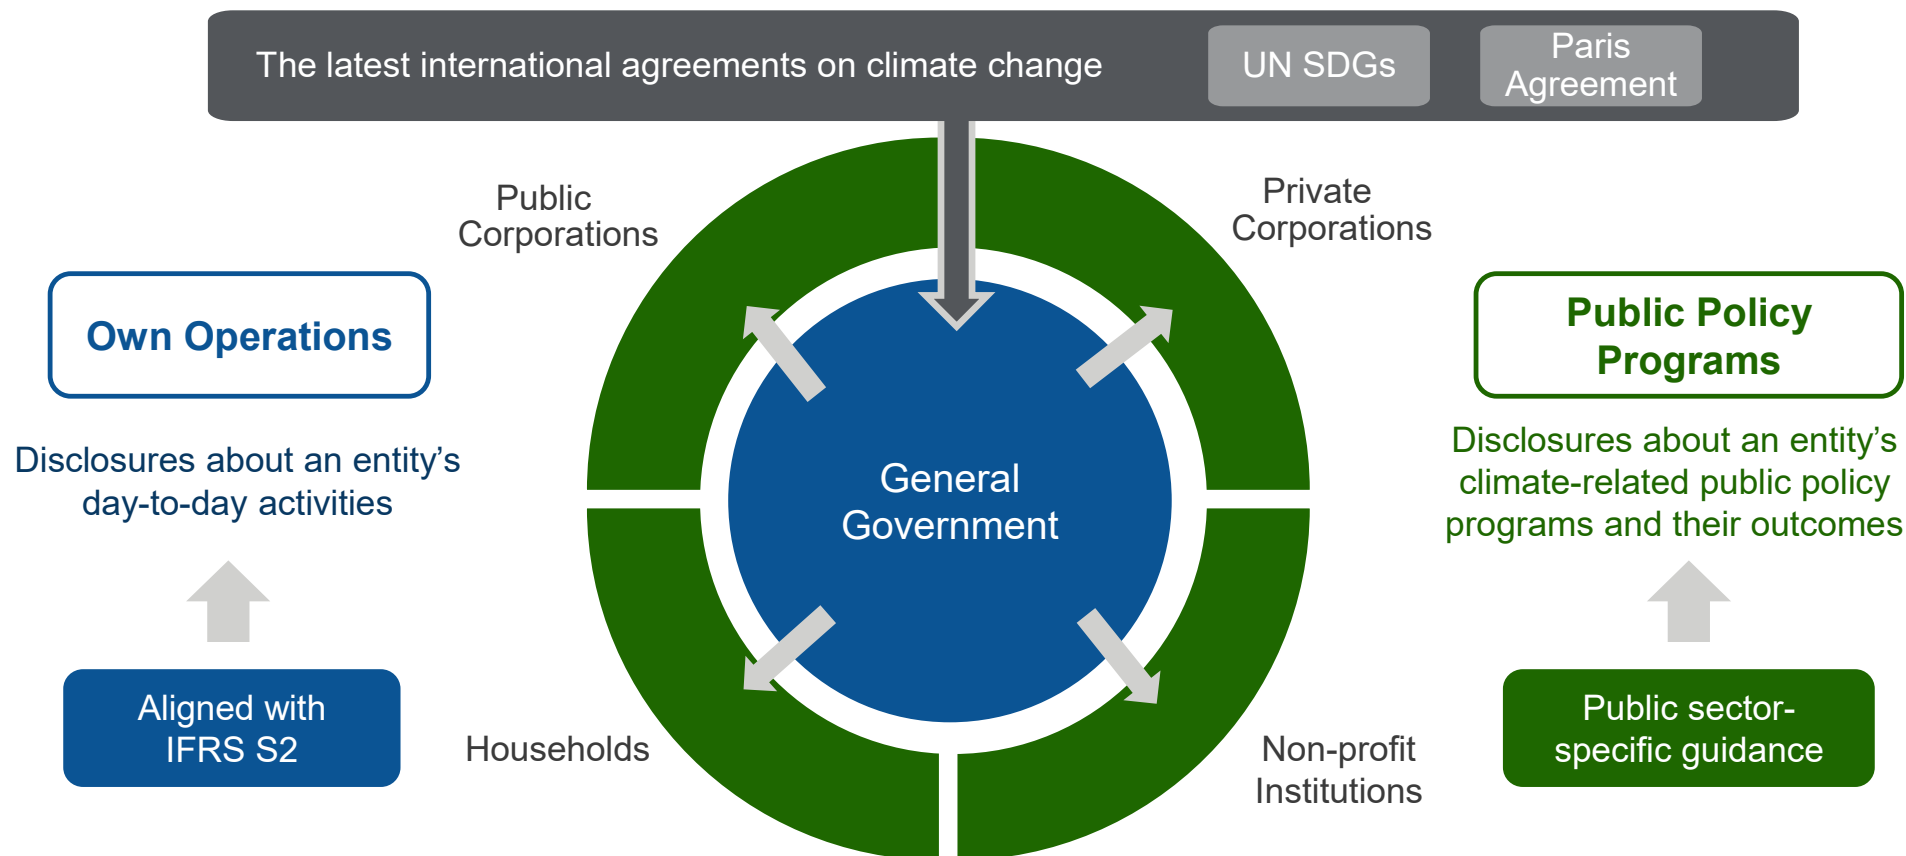 The latest international agreements on climate change
UN SDGs
Paris
Agreement
Public
Corporations
Private
Corporations
Own Operations
Disclosures about an entity’s
day-to-day activities
Aligned with
IFRS S2
General
Government
Households
Non-profit
Institutions
Public Policy
Programs
Disclosures about an entity’s
climate-related public policy
programs and their outcomes
Public sector-
specific guidance